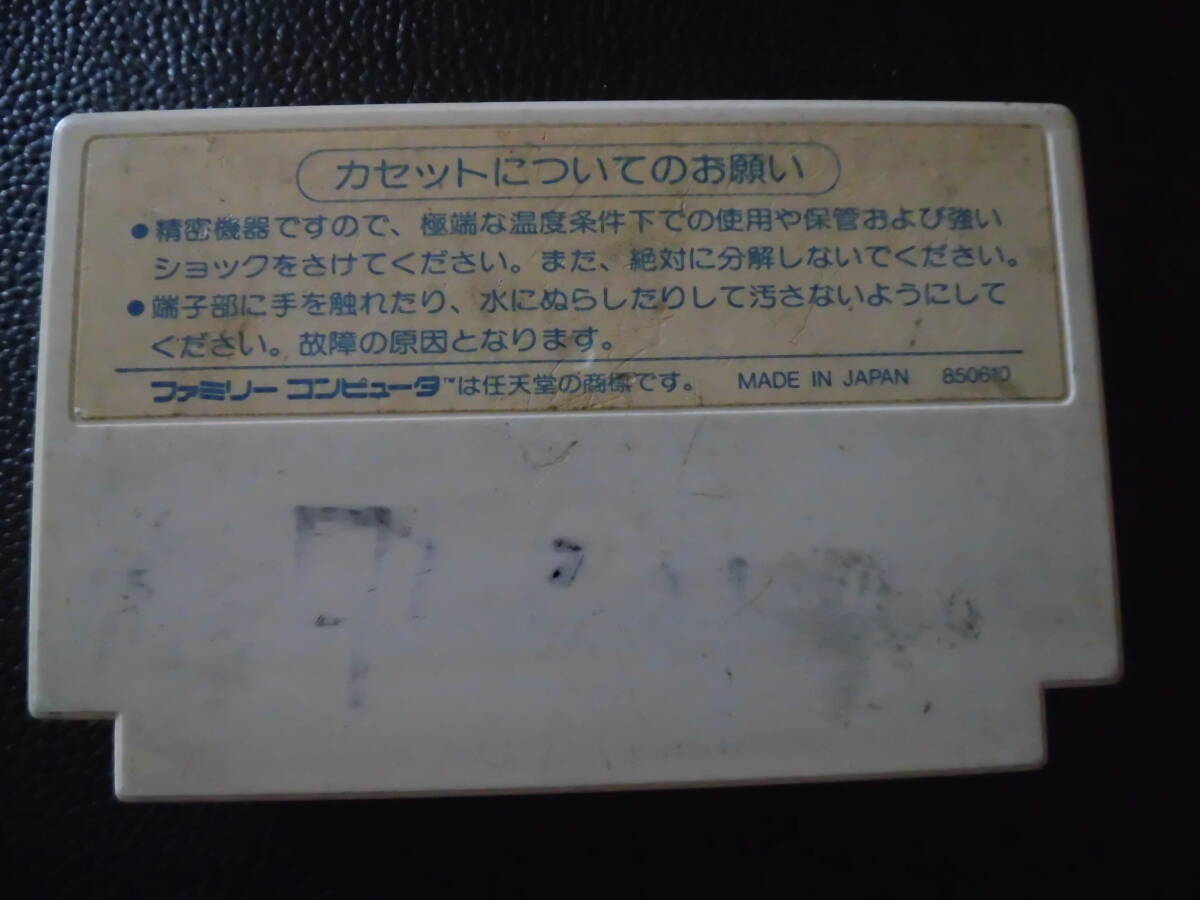 カセットについてのお願い
●精密機器ですので、極端な温度条件下での使用や保管および強い
ショックをさけてください。また、絶対に分解しないでください。
●端子部に手を触れたり、水にぬらしたりして汚さないようにして
ください。故障の原因となります。
ファミリーコンピュータ™は任天堂の商標です。 MADE IN JAPAN 850610